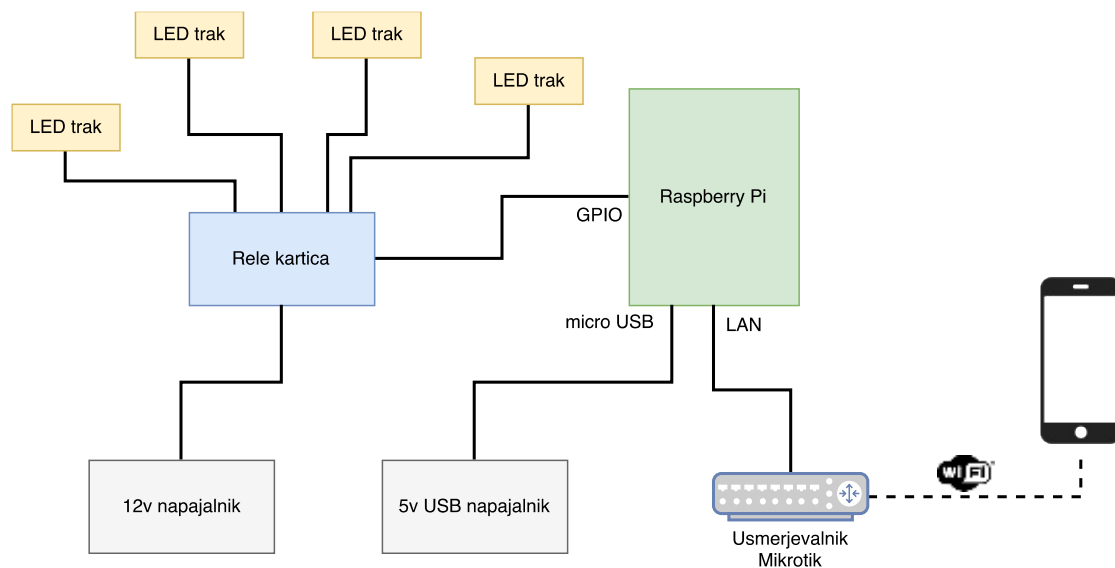 LED trak
LED trak
LED trak
LED trak
Raspberry Pi
GPIO
Rele kartica
micro USB
LAN
WiFi
12v napajalnik
5v USB napajalnik
Usmerjevalnik
Mikrotik